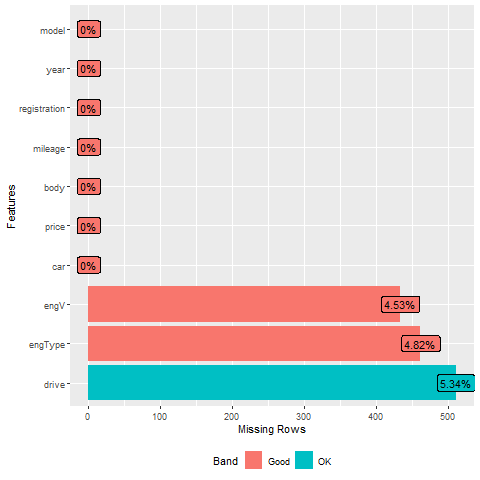 model 0%
year 0%
registration 0%
mileage 0%
body 0%
price 0%
car 0%
engV 4.53%
engType 4.82%
drive 5.34%
Features
0 100 200 300 400 500
Missing Rows
Band Good OK